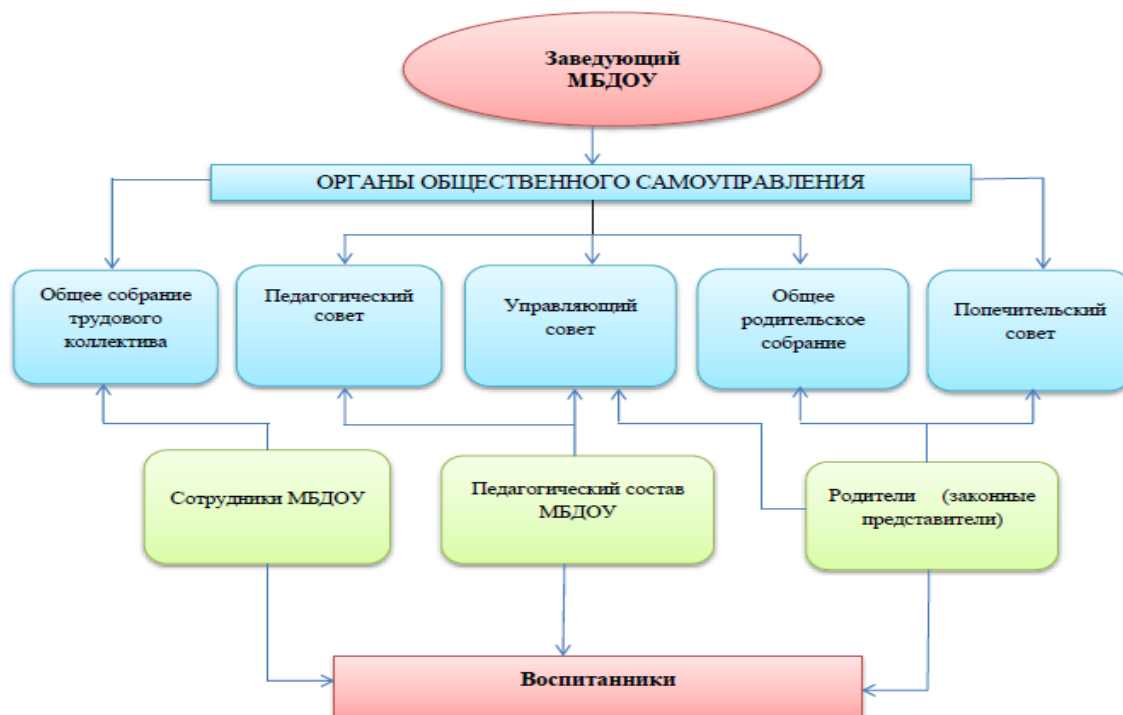 Заведующий
МБДОУ
ОРГАНЫ ОБЩЕСТВЕННОГО САМОУПРАВЛЕНИЯ
Общее собрание
трудового
коллектива
Педагогический
совет
Управляющий
совет
Общее
родительское
собрание
Попечительский
совет
Сотрудники МБДОУ
Педагогический состав
МБДОУ
Родители (законные
представители)
Воспитанники